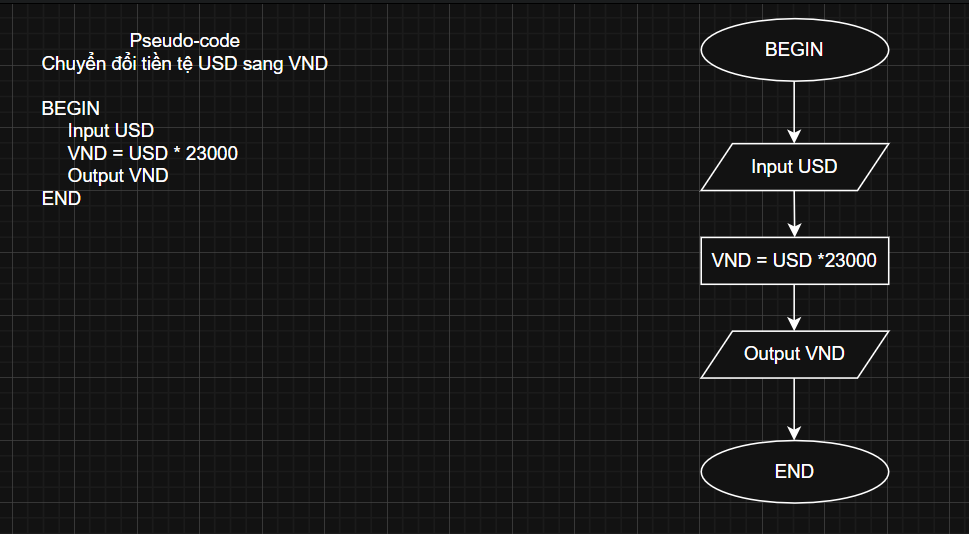 Pseudo-code
Chuyển đổi tiền tệ USD sang VND
BEGIN
Input USD
VND = USD * 23000
Output VND
END
BEGIN
Input USD
VND = USD *23000
Output VND
END